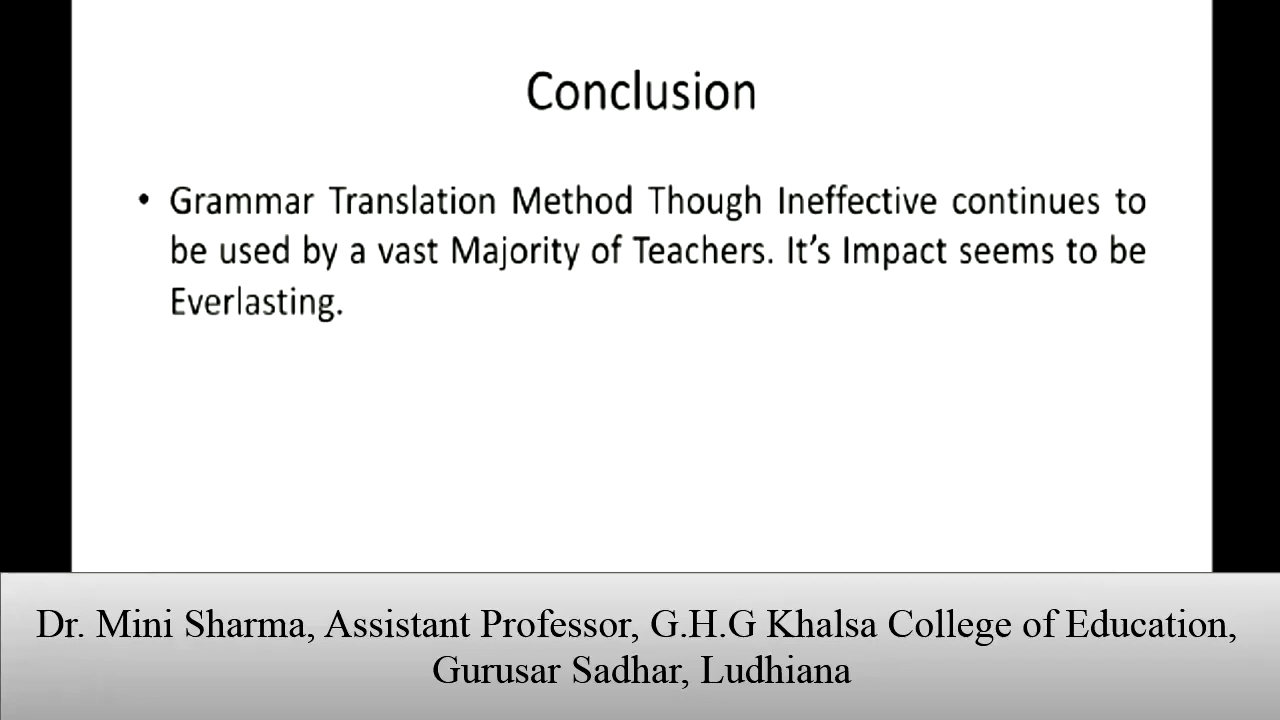 Conclusion
• Grammar Translation Method Though Ineffective continues to
be used by a vast Majority of Teachers. It’s Impact seems to be
Everlasting.
Dr. Mini Sharma, Assistant Professor, G.H.G Khalsa College of Education,
Gurusar Sadhar, Ludhiana